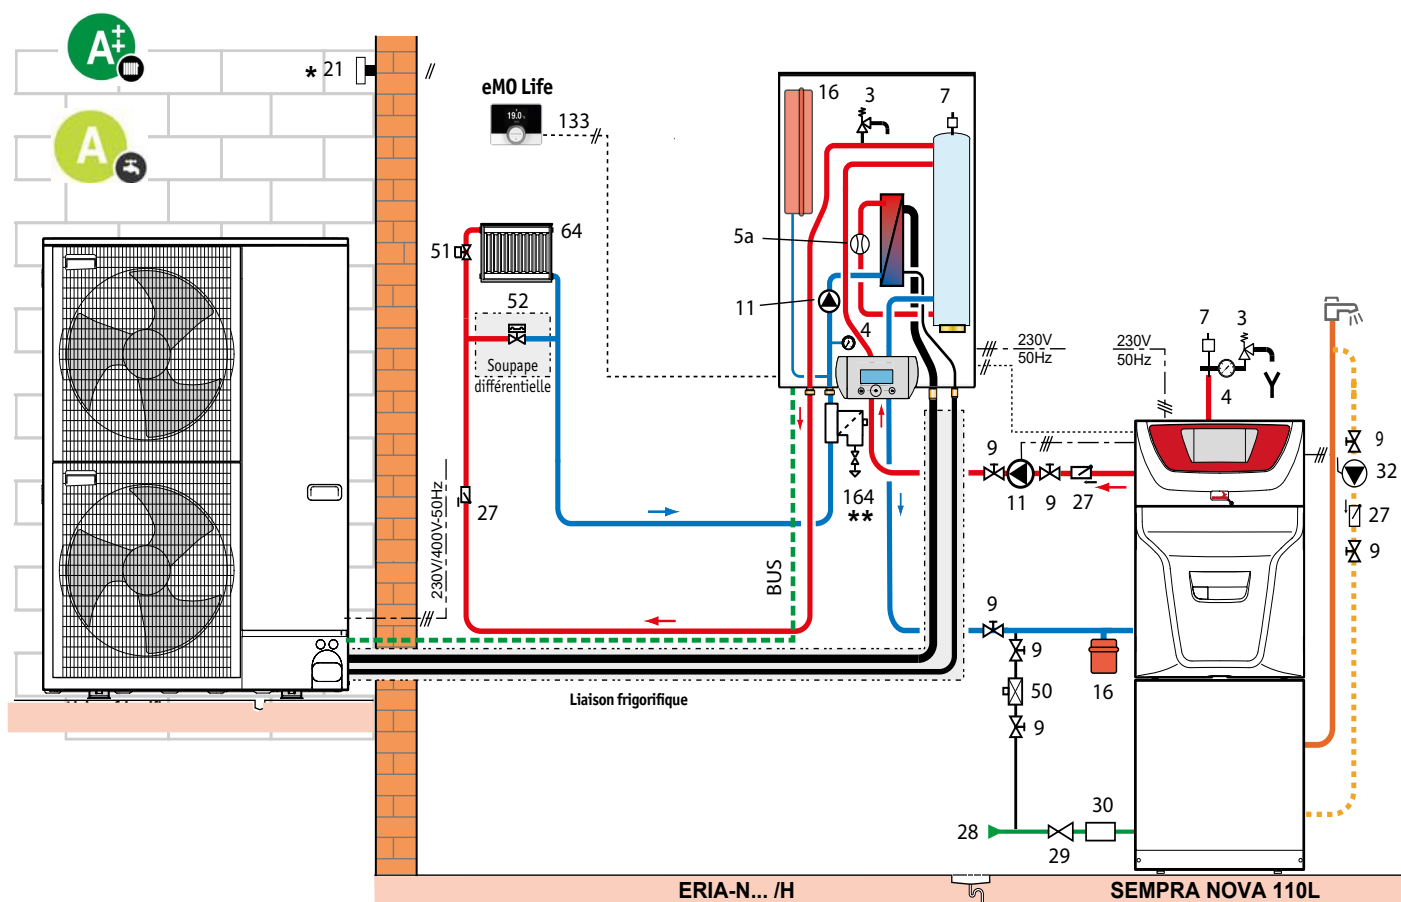 A++
* 21
A
eMO Life
19.0
133
16
3
7
5a
11
4
64
51
52
Soupape
différentielle
27
230V/400V-50Hz
BUS
164
**
230V
50Hz
230V
50Hz
7
3
4
9
11
9
27
9
32
27
9
9
9
50
9
16
28
29
30
Liaison frigorifique
ERIA-N... /H
SEMPRA NOVA 110L